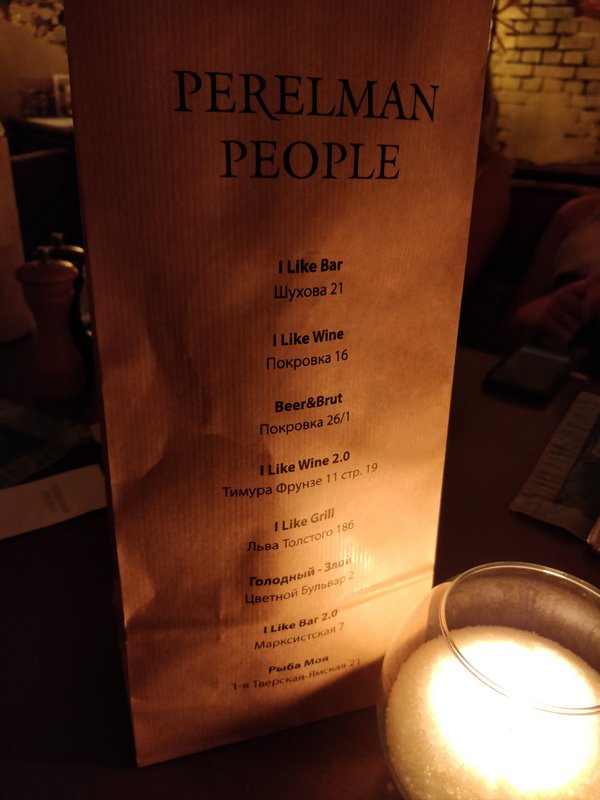 PERELMAN
PEOPLE
I Like Bar
Шухова 21
I Like Wine
Покровка 16
Beer&Brut
Покровка 26/1
I Like Wine 2.0
Тимура Фрунзе 11 стр. 19
I Like Grill
Льва Толстого 18б
Голодный - Злой
Цветной Бульвар 2
I Like Bar 2.0
Марксистская 7
Рыба Моя
1-я Тверская-Ямская 21